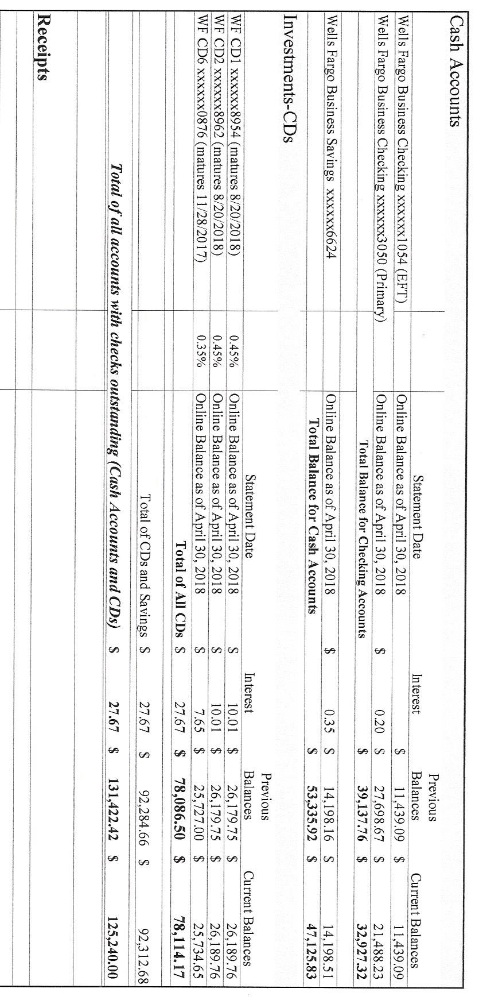 Cash Accounts
Previous
Statement Date Interest Balances Current Balances
Wells Fargo Business Checking xxxxxx1054 (EFT) Online Balance as of April 30, 2018 $ 11,439.09 $ 11,439.09
Wells Fargo Business Checking xxxxxx3050 (Primary) Online Balance as of April 30, 2018 $ 0.20 $ 27,698.67 $ 21,488.23
Total Balance for Checking Accounts $ 39,137.76 $ 32,927.32
Wells Fargo Business Savings xxxxxx6624 Online Balance as of April 30, 2018 $ 0.35 $ 14,198.16 $ 14,198.51
Total Balance for Cash Accounts $ 53,335.92 $ 47,125.83
Investments-CDs
Previous
Statement Date Interest Balances Current Balances
WF CD1 xxxxxx8954 (matures 8/20/2018) 0.45% Online Balance as of April 30, 2018 $ 10.01 $ 26,179.75 $ 26,189.76
WF CD2 xxxxxx8962 (matures 8/20/2018) 0.45% Online Balance as of April 30, 2018 $ 10.01 $ 26,179.75 $ 26,189.76
WF CD6 xxxxxx0876 (matures 11/28/2017) 0.35% Online Balance as of April 30, 2018 $ 7.65 $ 25,727.00 $ 25,734.65
Total of All CDs $ 27.67 $ 78,086.50 $ 78,114.17
Total of CDs and Savings $ 27.67 $ 92,284.66 $ 92,312.68
Total of all accounts with checks outstanding (Cash Accounts and CDs) $ 27.67 $ 131,422.42 $ 125,240.00
Receipts